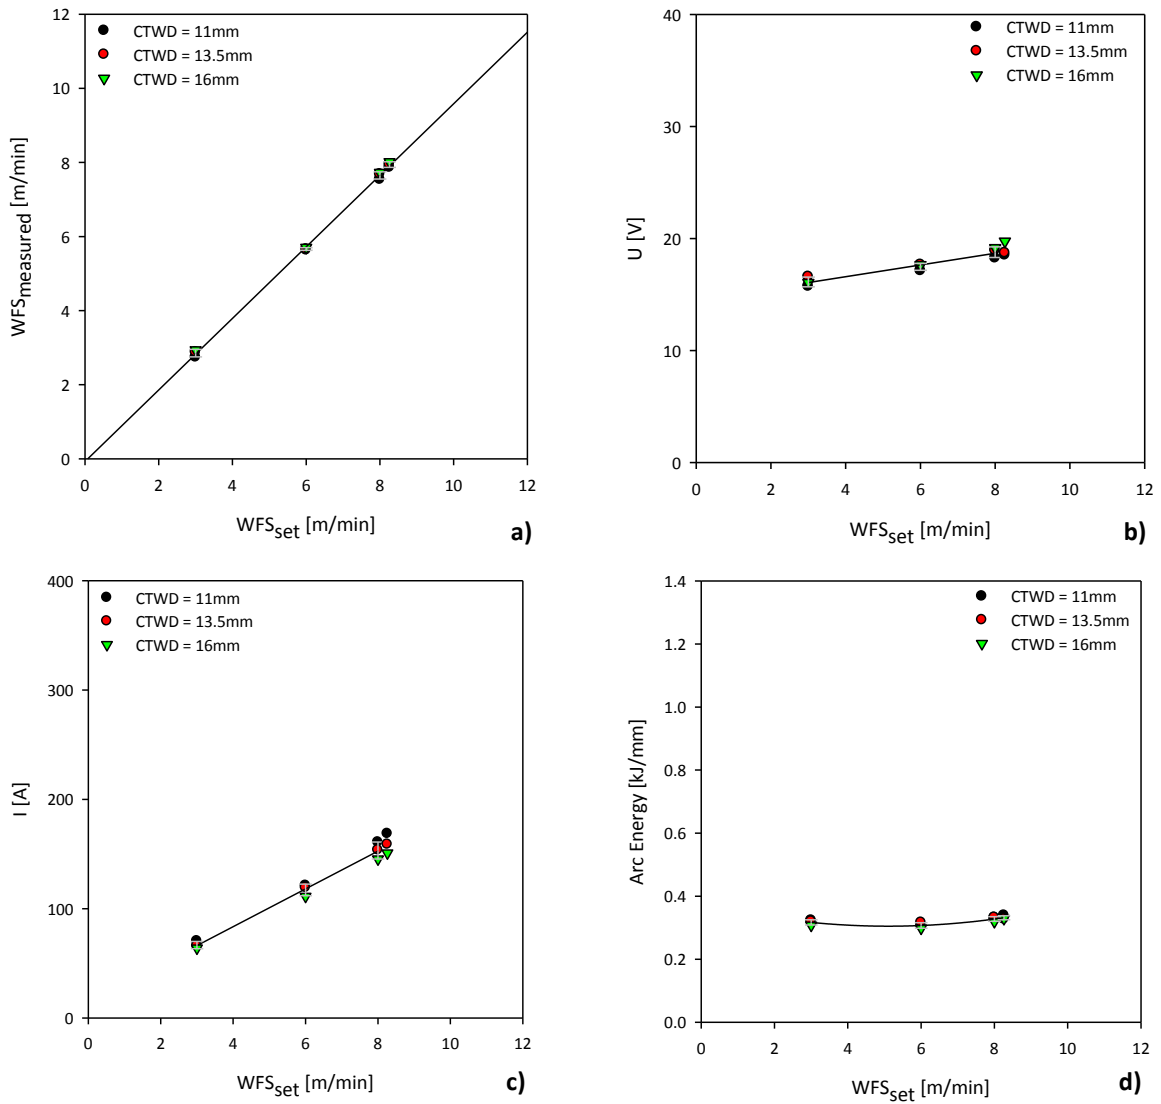 CTWD = 11mm
CTWD = 13.5mm
CTWD = 16mm
12
10
8
6
4
2
0
0 2 4 6 8 10 12
WFSmeasured [m/min]
WFSset [m/min]
a)
CTWD = 11mm
CTWD = 13.5mm
CTWD = 16mm
40
30
20
10
0
0 2 4 6 8 10 12
U [V]
WFSset [m/min]
b)
CTWD = 11mm
CTWD = 13.5mm
CTWD = 16mm
400
300
200
100
0
0 2 4 6 8 10 12
I [A]
WFSset [m/min]
c)
CTWD = 11mm
CTWD = 13.5mm
CTWD = 16mm
1.4
1.2
1.0
0.8
0.6
0.4
0.2
0.0
0 2 4 6 8 10 12
Arc Energy [kJ/mm]
WFSset [m/min]
d)